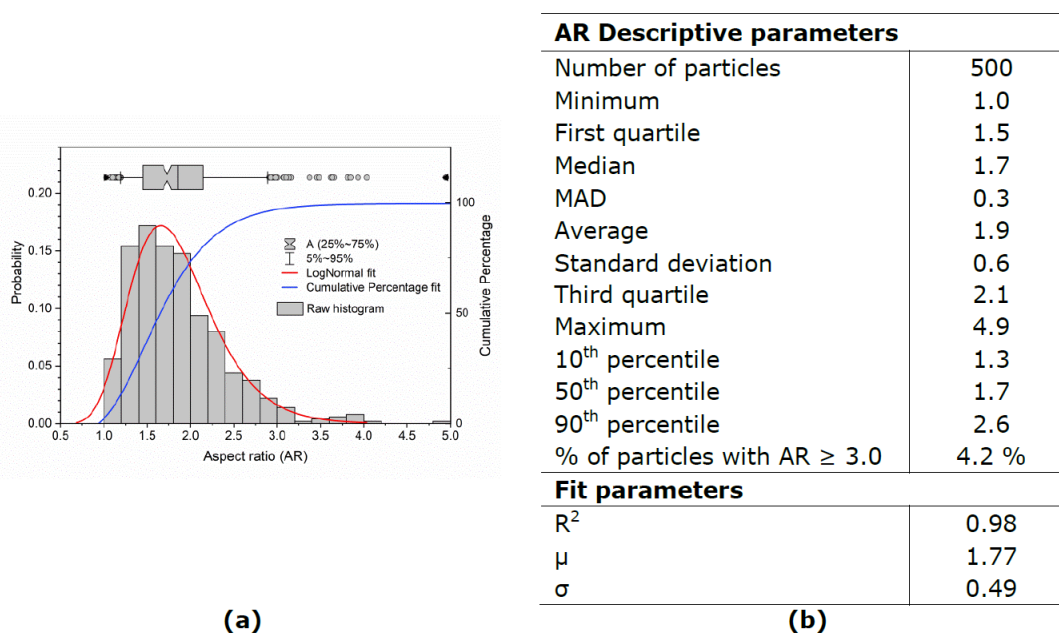 0.20
0.15
0.10
0.05
0.00
Probability
100
50
0
Cumulative Percentage
A (25%~75%)
5%~95%
LogNormal fit
Cumulative Percentage fit
Raw histogram
0.5 1.0 1.5 2.0 2.5 3.0 3.5 4.0 4.5 5.0
Aspect ratio (AR)
(a)
AR Descriptive parameters
Number of particles 500
Minimum 1.0
First quartile 1.5
Median 1.7
MAD 0.3
Average 1.9
Standard deviation 0.6
Third quartile 2.1
Maximum 4.9
10th percentile 1.3
50th percentile 1.7
90th percentile 2.6
% of particles with AR ≥ 3.0 4.2 %
Fit parameters
R² 0.98
μ 1.77
σ 0.49
(b)